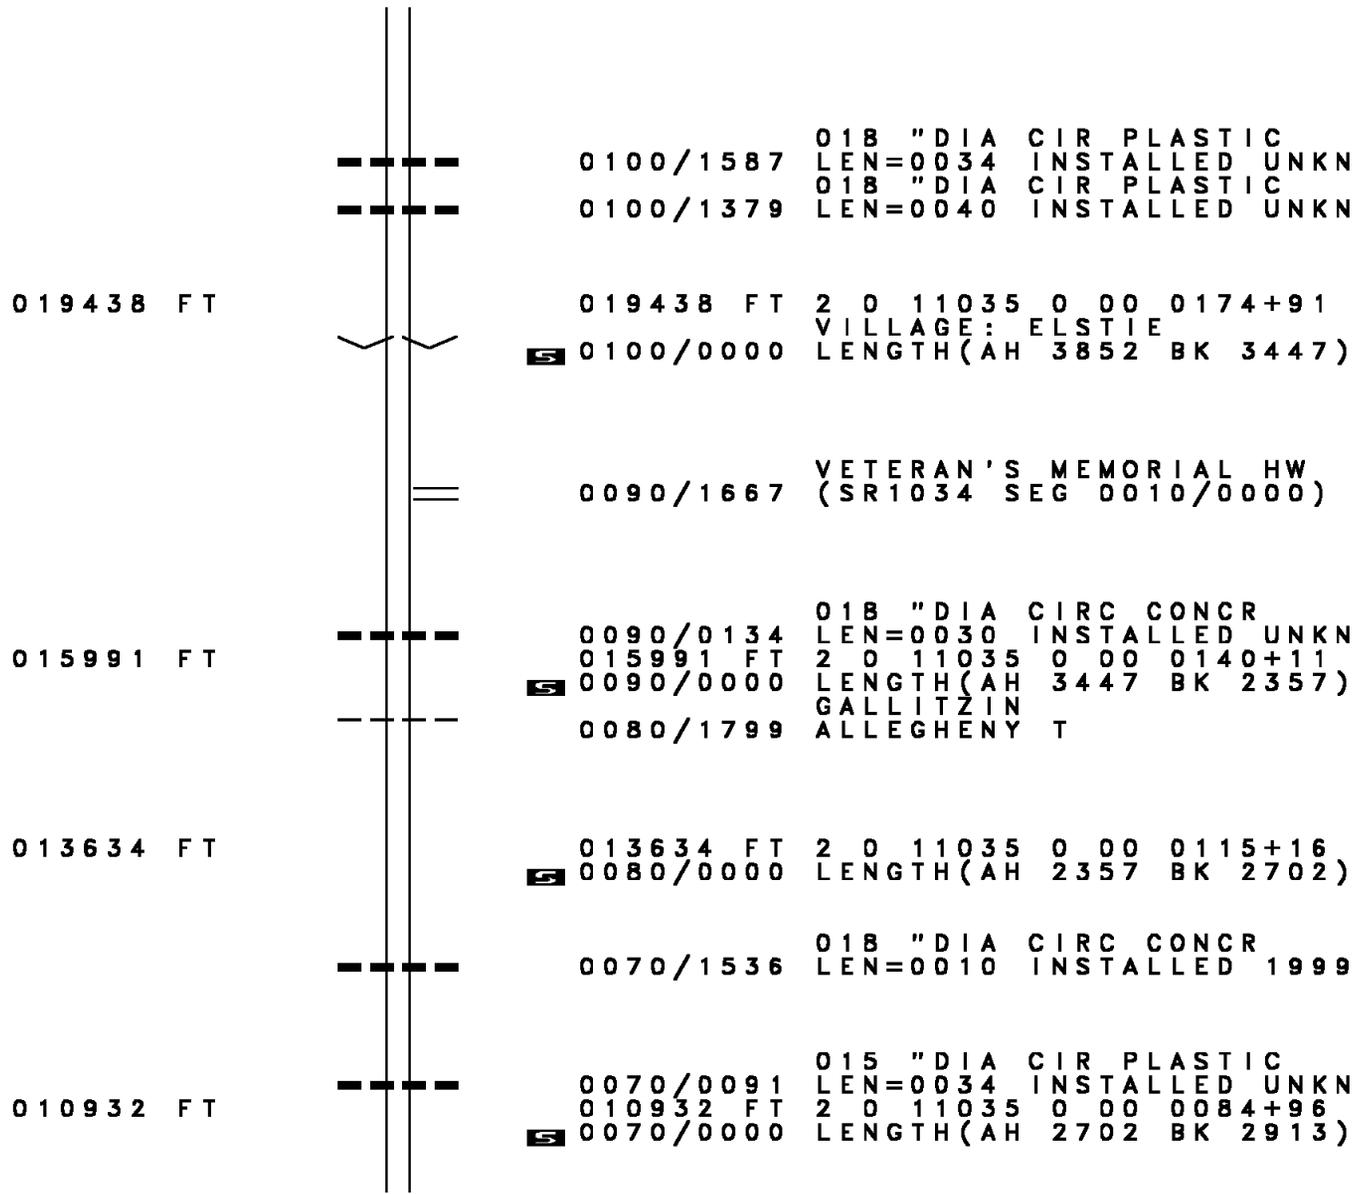 018 "DIA CIR PLASTIC
0100/1587 LEN=0034 INSTALLED UNKN
018 "DIA CIR PLASTIC
0100/1379 LEN=0040 INSTALLED UNKN
019438 FT 019438 FT 2 0 11035 0 00 0174+91
VILLAGE: ELSTIE
S 0100/0000 LENGTH(AH 3852 BK 3447)
VETERAN'S MEMORIAL HW
0090/1667 (SR1034 SEG 0010/0000)
018 "DIA CIRC CONCR
0090/0134 LEN=0030 INSTALLED UNKN
015991 FT 015991 FT 2 0 11035 0 00 0140+11
S 0090/0000 LENGTH(AH 3447 BK 2357)
GALLITZIN
0080/1799 ALLEGHENY T
013634 FT 013634 FT 2 0 11035 0 00 0115+16
S 0080/0000 LENGTH(AH 2357 BK 2702)
018 "DIA CIRC CONCR
0070/1536 LEN=0010 INSTALLED 1999
015 "DIA CIR PLASTIC
0070/0091 LEN=0034 INSTALLED UNKN
010932 FT 010932 FT 2 0 11035 0 00 0084+96
S 0070/0000 LENGTH(AH 2702 BK 2913)